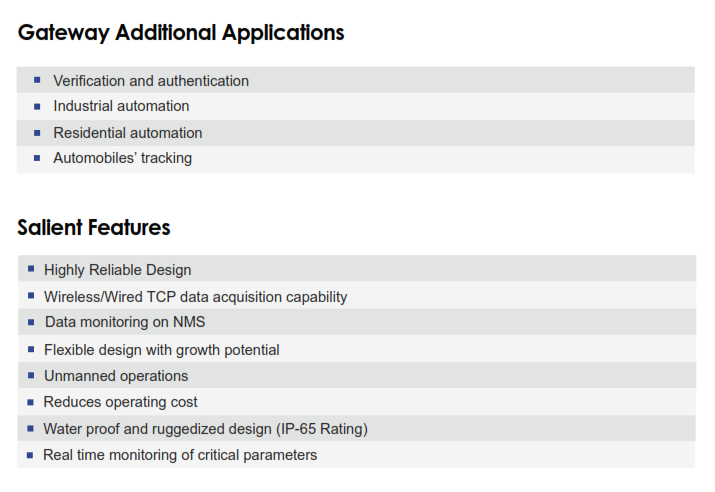 Gateway Additional Applications
Verification and authentication
Industrial automation
Residential automation
Automobiles’ tracking
Salient Features
Highly Reliable Design
Wireless/Wired TCP data acquisition capability
Data monitoring on NMS
Flexible design with growth potential
Unmanned operations
Reduces operating cost
Water proof and ruggedized design (IP-65 Rating)
Real time monitoring of critical parameters